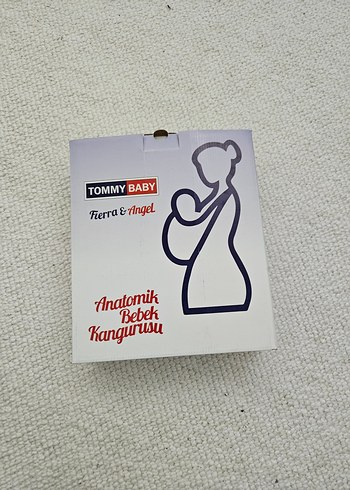 TOMMY BABY
Fierra & Angel
Anatomik
Bebek
Kangurusu